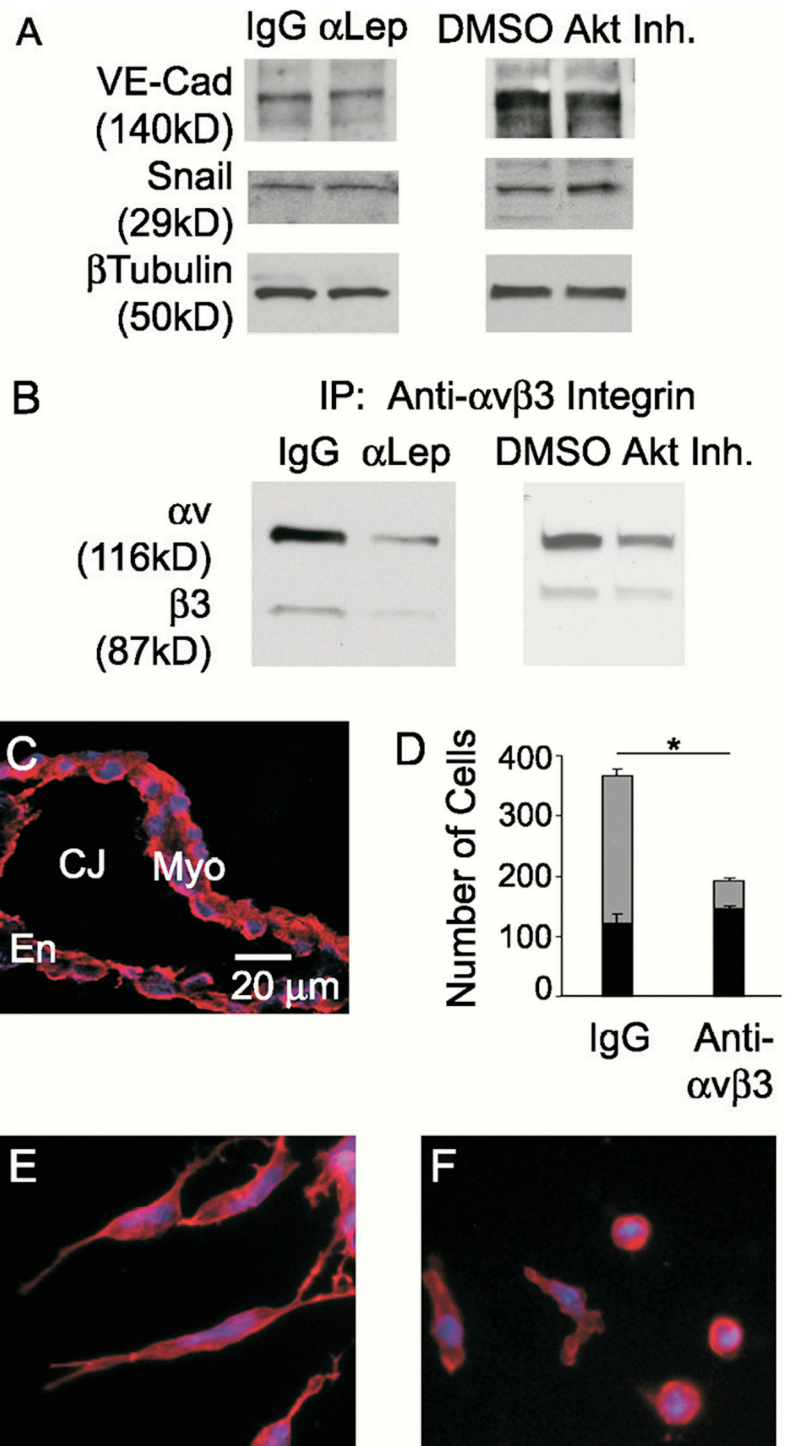 A
IgG αLep
DMSO Akt Inh.
VE-Cad
(140kD)
Snail
(29kD)
βTubulin
(50kD)
B
IP: Anti-αvβ3 Integrin
IgG αLep
DMSO Akt Inh.
αv
(116kD)
β3
(87kD)
C
CJ
Myo
En
20 μm
D
Number of Cells
400
300
200
100
0
*
IgG
Anti-
αvβ3
E
F